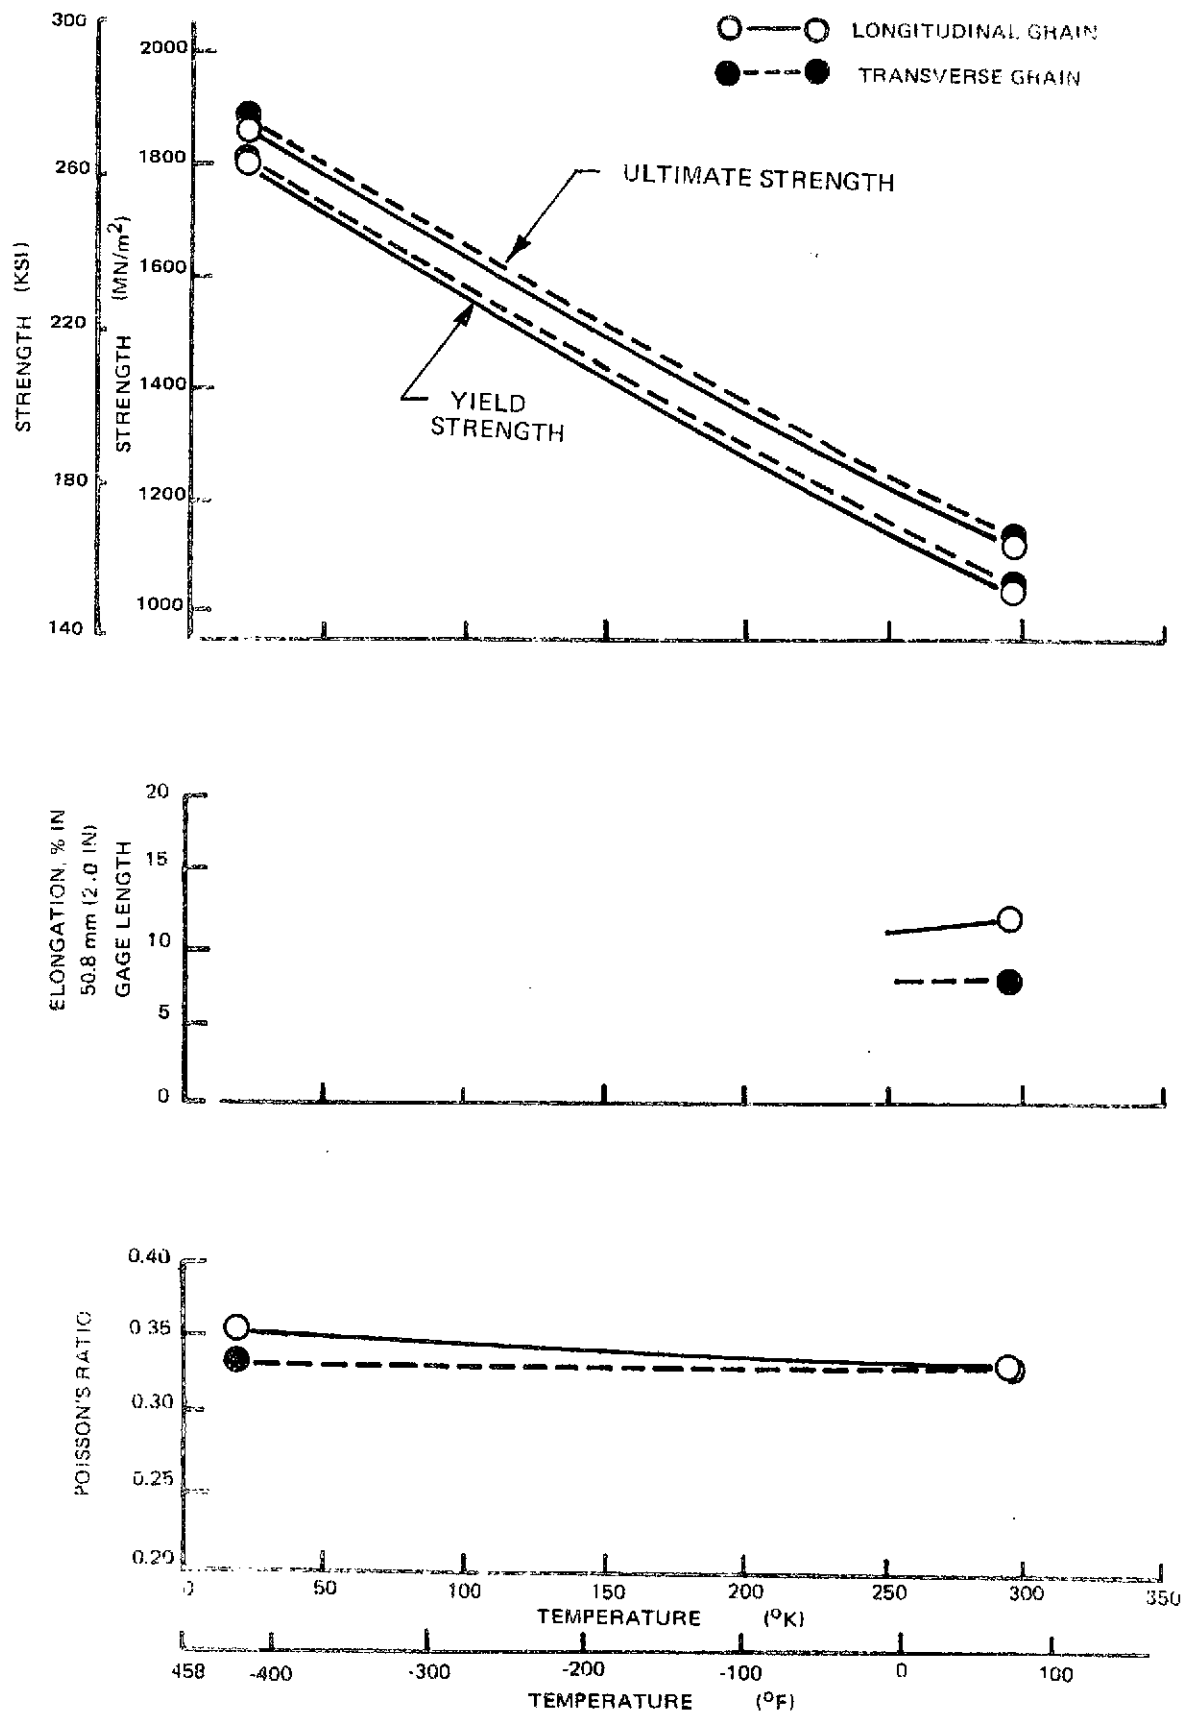 LONGITUDINAL GRAIN
TRANSVERSE GRAIN
STRENGTH (KSI)
300
260
220
180
140
STRENGTH (MN/m²)
2000
1800
1600
1400
1200
1000
ULTIMATE STRENGTH
YIELD
STRENGTH
ELONGATION, % IN
50.8 mm (2.0 IN)
GAGE LENGTH
20
15
10
5
0
POISSON'S RATIO
0.40
0.35
0.30
0.25
0.20
0 50 100 150 200 250 300 350
TEMPERATURE (°K)
458 -400 -300 -200 -100 0 100
TEMPERATURE (°F)